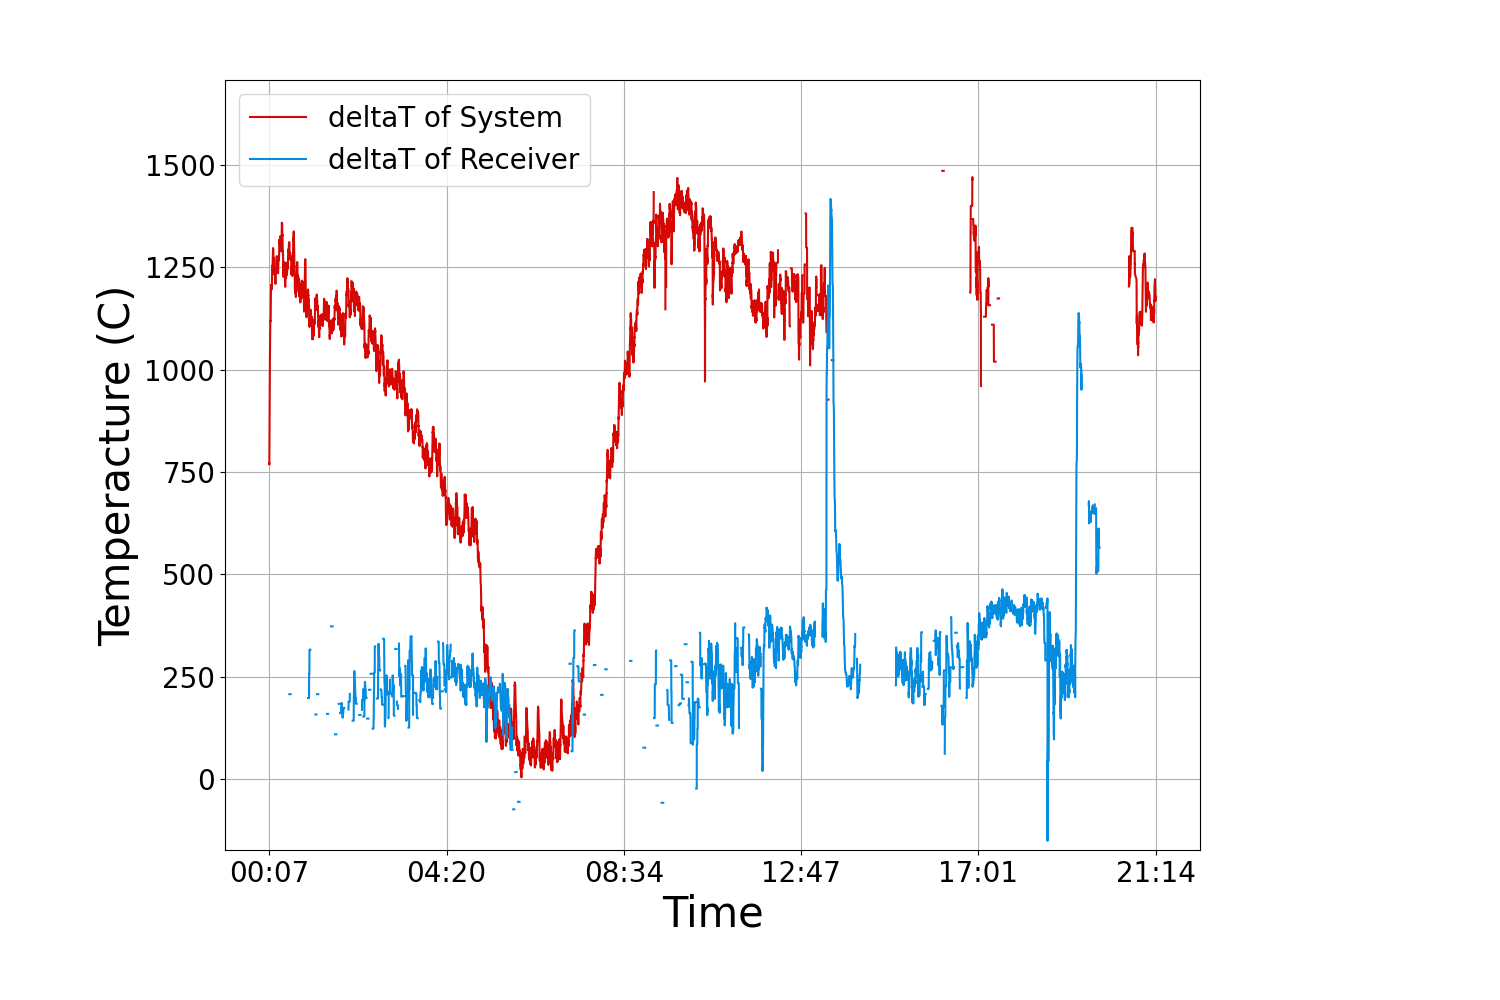 deltaT of System
deltaT of Receiver
1500
1250
1000
750
500
250
0
Temperacture (C)
00:07 04:20 08:34 12:47 17:01 21:14
Time